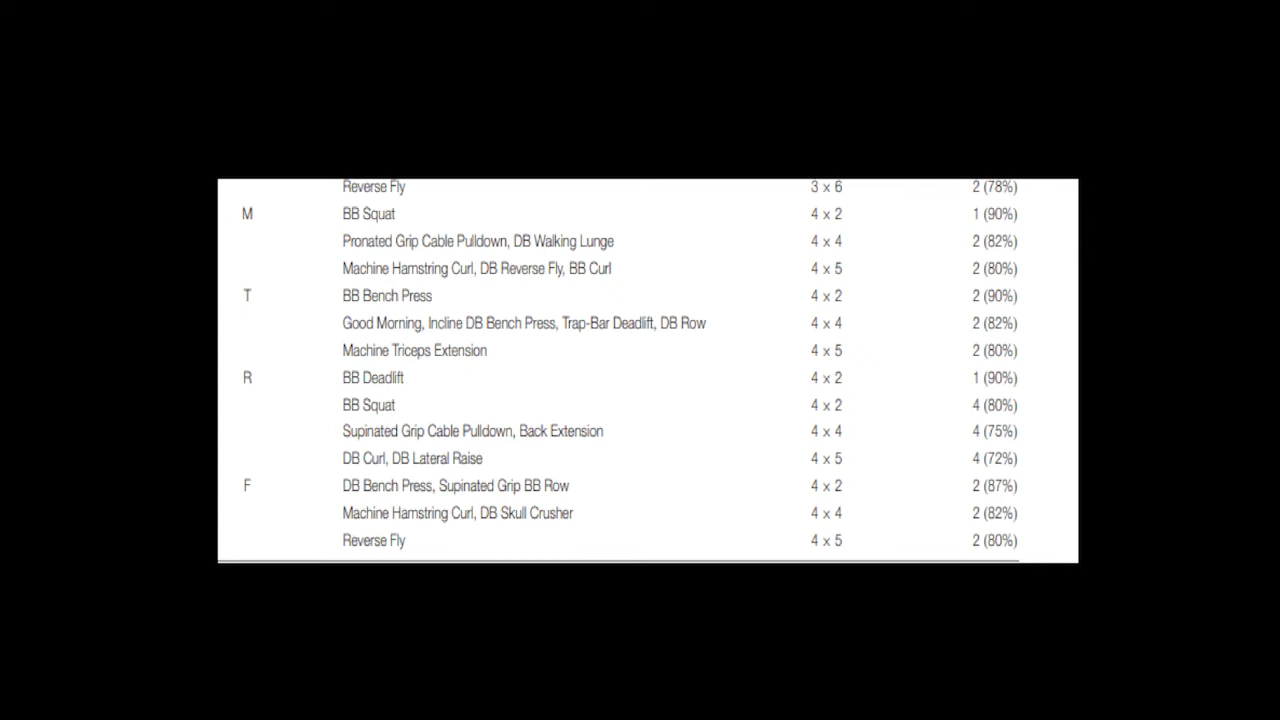 Reverse Fly 3 x 6 2 (78%)
M BB Squat 4 x 2 1 (90%)
Pronated Grip Cable Pulldown, DB Walking Lunge 4 x 4 2 (82%)
Machine Hamstring Curl, DB Reverse Fly, BB Curl 4 x 5 2 (80%)
T BB Bench Press 4 x 2 2 (90%)
Good Morning, Incline DB Bench Press, Trap-Bar Deadlift, DB Row 4 x 4 2 (82%)
Machine Triceps Extension 4 x 5 2 (80%)
R BB Deadlift 4 x 2 1 (90%)
BB Squat 4 x 2 4 (80%)
Supinated Grip Cable Pulldown, Back Extension 4 x 4 4 (75%)
DB Curl, DB Lateral Raise 4 x 5 4 (72%)
F DB Bench Press, Supinated Grip BB Row 4 x 2 2 (87%)
Machine Hamstring Curl, DB Skull Crusher 4 x 4 2 (82%)
Reverse Fly 4 x 5 2 (80%)